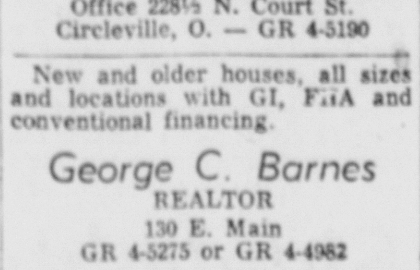 Office 228½ N. Court St.
Circleville, O. — GR 4-5190
New and older houses, all sizes
and locations with GI, FHA and
conventional financing.
George C. Barnes
REALTOR
130 E. Main
GR 4-5275 or GR 4-4982